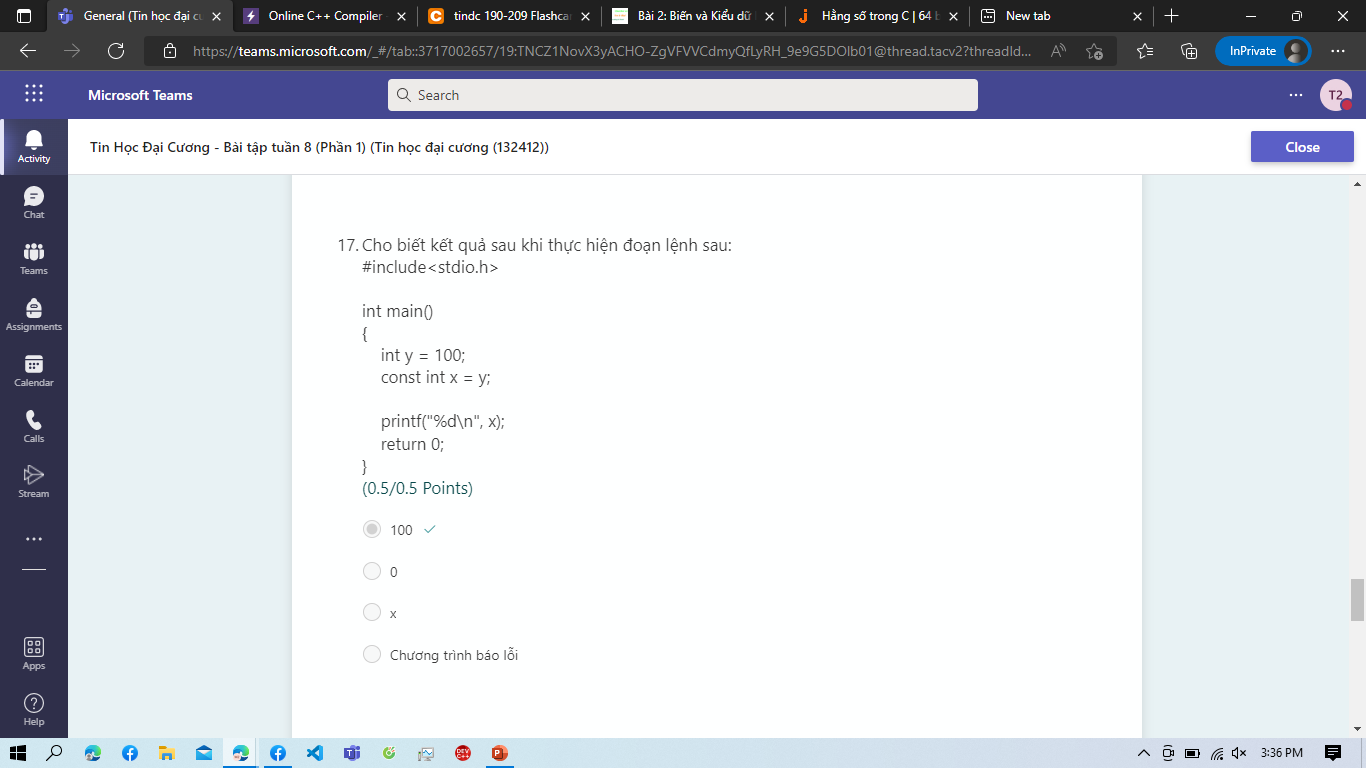 General (Tin học đại cư
Online C++ Compiler
tindc 190-209 Flashcar
Bài 2: Biến và Kiểu dữ
Hằng số trong C | 64 b
New tab
https://teams.microsoft.com/_#/tab::3717002657/19:TNCZ1NovX3yACHO-ZgVFVVCdmyQfLyRH_9e9G5DOlb01@thread.tacv2?threadId...
InPrivate
Microsoft Teams
Search
T2
Activity
Chat
Teams
Assignments
Calendar
Calls
Stream
Apps
Help
Tin Học Đại Cương - Bài tập tuần 8 (Phần 1) (Tin học đại cương (132412))
Close
17. Cho biết kết quả sau khi thực hiện đoạn lệnh sau:
#include<stdio.h>
int main()
{
int y = 100;
const int x = y;
printf("%d\n", x);
return 0;
}
(0.5/0.5 Points)
100
0
x
Chương trình báo lỗi
DEV C++
3:36 PM